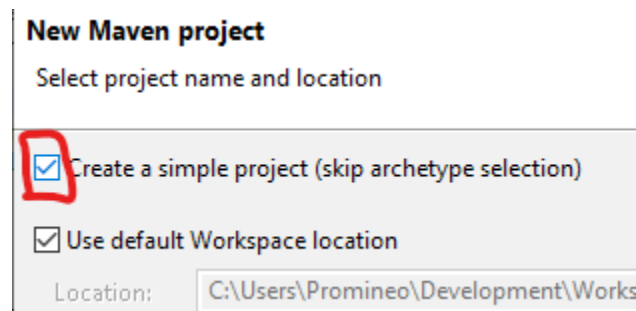 New Maven project
Select project name and location
Create a simple project (skip archetype selection)
Use default Workspace location
Location: C:\Users\Promineo\Development\Works